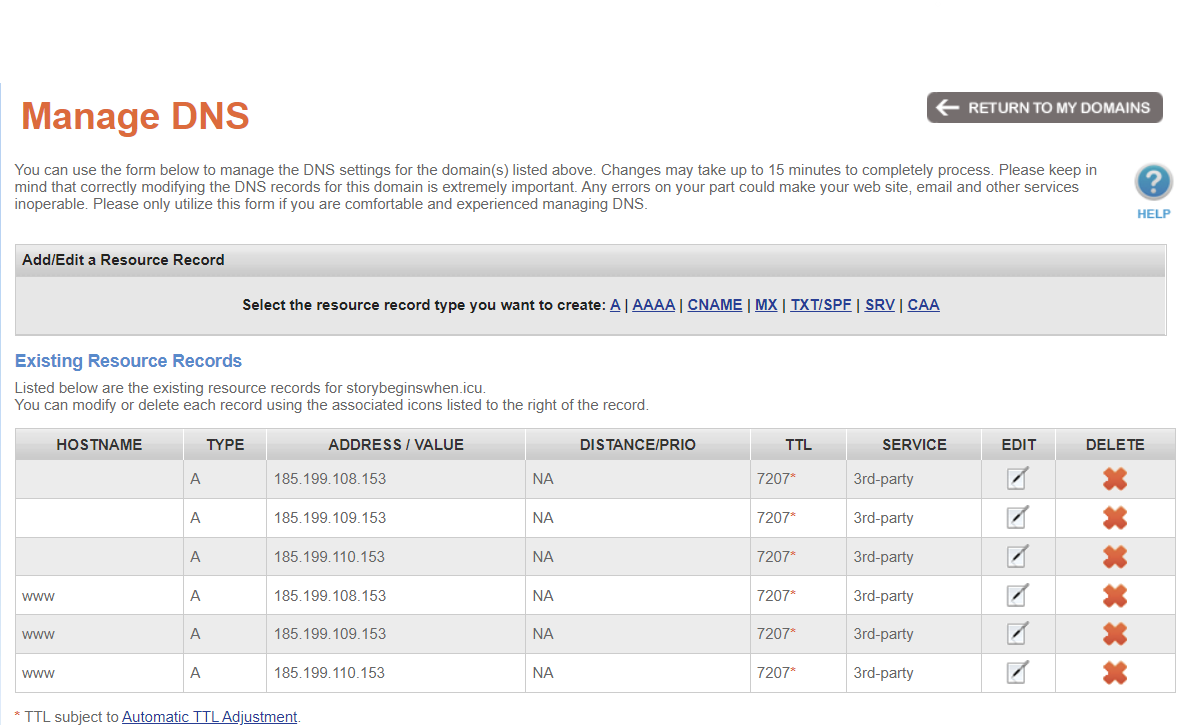 Manage DNS
RETURN TO MY DOMAINS
You can use the form below to manage the DNS settings for the domain(s) listed above. Changes may take up to 15 minutes to completely process. Please keep in
mind that correctly modifying the DNS records for this domain is extremely important. Any errors on your part could make your web site, email and other services
inoperable. Please only utilize this form if you are comfortable and experienced managing DNS.
?
HELP
Add/Edit a Resource Record
Select the resource record type you want to create: A | AAAA | CNAME | MX | TXT/SPF | SRV | CAA
Existing Resource Records
Listed below are the existing resource records for storybeginswhen.icu.
You can modify or delete each record using the associated icons listed to the right of the record.
HOSTNAME TYPE ADDRESS / VALUE DISTANCE/PRIO TTL SERVICE EDIT DELETE
A 185.199.108.153 NA 7207* 3rd-party
A 185.199.109.153 NA 7207* 3rd-party
A 185.199.110.153 NA 7207* 3rd-party
www A 185.199.108.153 NA 7207* 3rd-party
www A 185.199.109.153 NA 7207* 3rd-party
www A 185.199.110.153 NA 7207* 3rd-party
* TTL subject to Automatic TTL Adjustment.